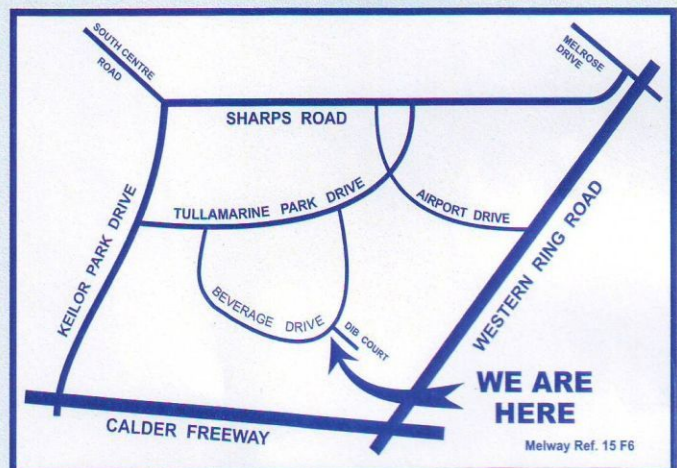 SOUTH CENTRE
ROAD
MELROSE
DRIVE
SHARPS ROAD
KEILOR PARK DRIVE
TULLAMARINE PARK DRIVE
AIRPORT DRIVE
WESTERN RING ROAD
BEVERAGE DRIVE
DIB COURT
WE ARE
HERE
CALDER FREEWAY
Melway Ref. 15 F6